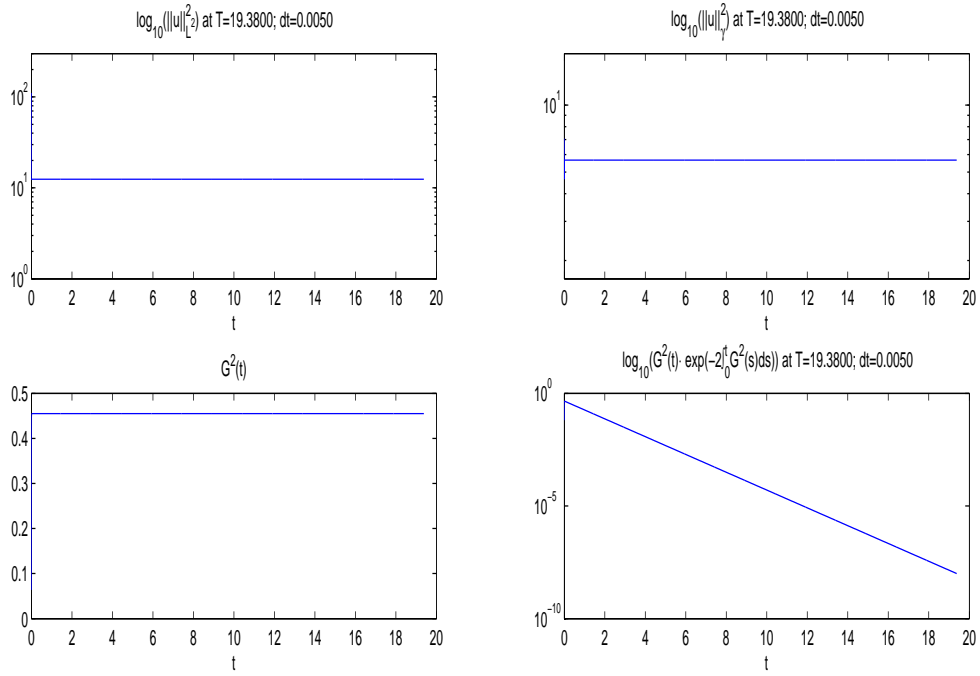 log₁₀(||u||²_L²) at T=19.3800; dt=0.0050
10²
10¹
10⁰
0 2 4 6 8 10 12 14 16 18 20
t
log₁₀(||u||²_γ) at T=19.3800; dt=0.0050
10¹
0 2 4 6 8 10 12 14 16 18 20
t
G²(t)
0.5
0.4
0.3
0.2
0.1
0
0 2 4 6 8 10 12 14 16 18 20
t
log₁₀(G²(t)· exp(−2∫₀ᵗG²(s)ds)) at T=19.3800; dt=0.0050
10⁰
10⁻⁵
10⁻¹⁰
0 2 4 6 8 10 12 14 16 18 20
t